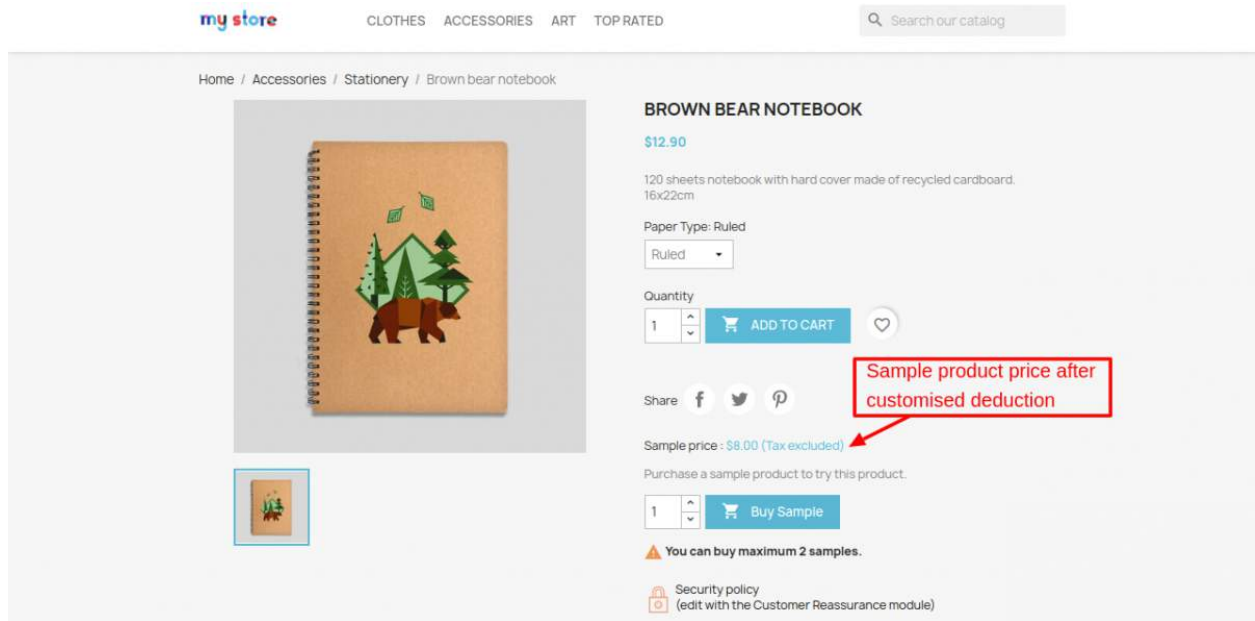 my store
CLOTHES ACCESSORIES ART TOP RATED
Search our catalog
Home / Accessories / Stationery / Brown bear notebook
BROWN BEAR NOTEBOOK
$12.90
120 sheets notebook with hard cover made of recycled cardboard.
16x22cm
Paper Type: Ruled
Ruled
Quantity
1
ADD TO CART
Share
Sample product price after
customised deduction
Sample price : $8.00 (Tax excluded)
Purchase a sample product to try this product.
1
Buy Sample
You can buy maximum 2 samples.
Security policy
(edit with the Customer Reassurance module)